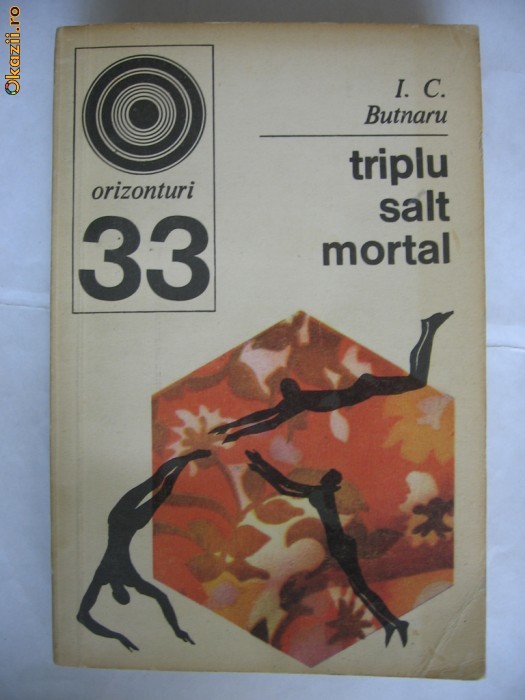 Okazii.ro
orizonturi
33
I. C.
Butnaru
triplu
salt
mortal